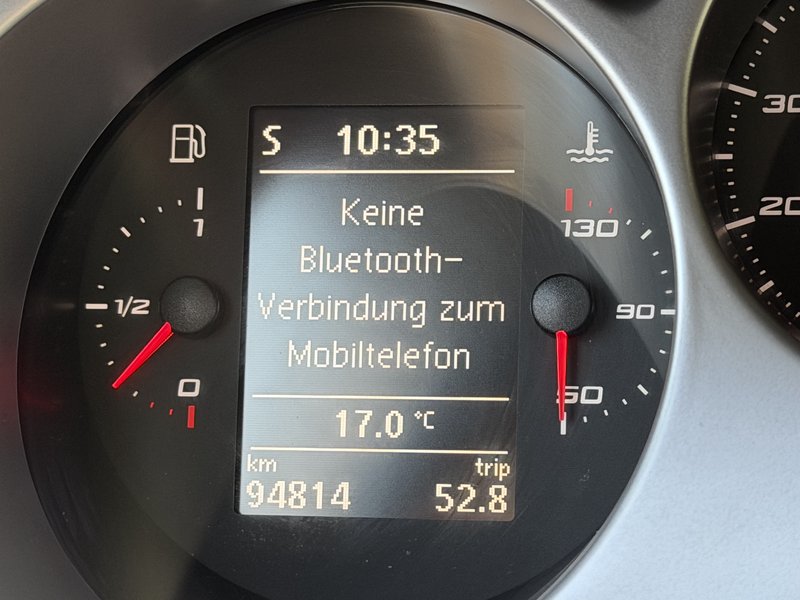 S 10:35
Keine
Bluetooth-
Verbindung zum
Mobiltelefon
17.0 °C
km trip
94814 52.8
1
1/2
0
130
90
50
20